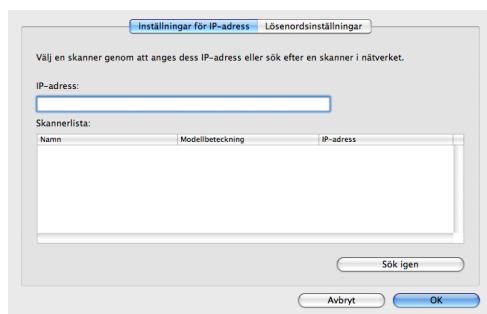 Inställningar för IP-adress Lösenordsinställningar
Välj en skanner genom att anges dess IP-adress eller sök efter en skanner i nätverket.
IP-adress:
Skannerlista:
Namn Modellbeteckning IP-adress
Sök igen
Avbryt OK